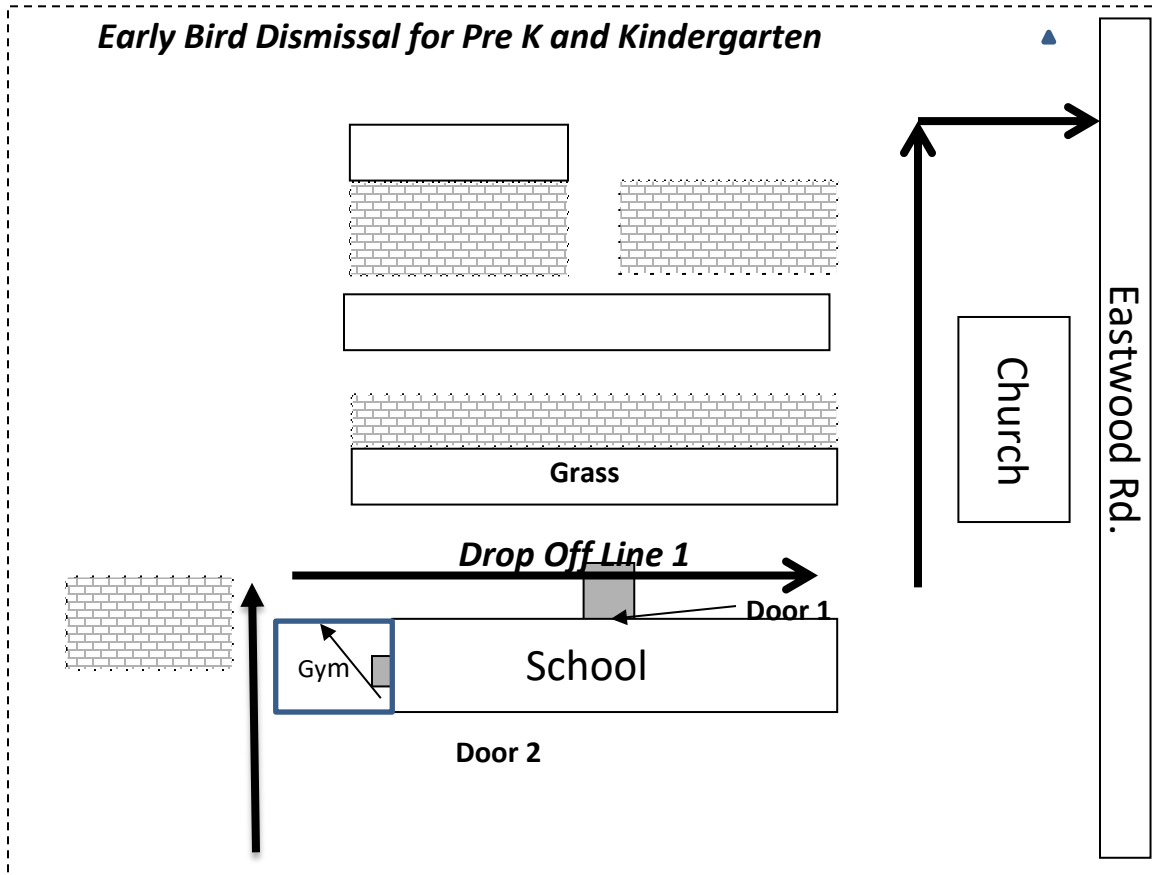 Early Bird Dismissal for Pre K and Kindergarten
Eastwood Rd.
Church
Grass
Drop Off Line 1
Door 1
Gym
School
Door 2